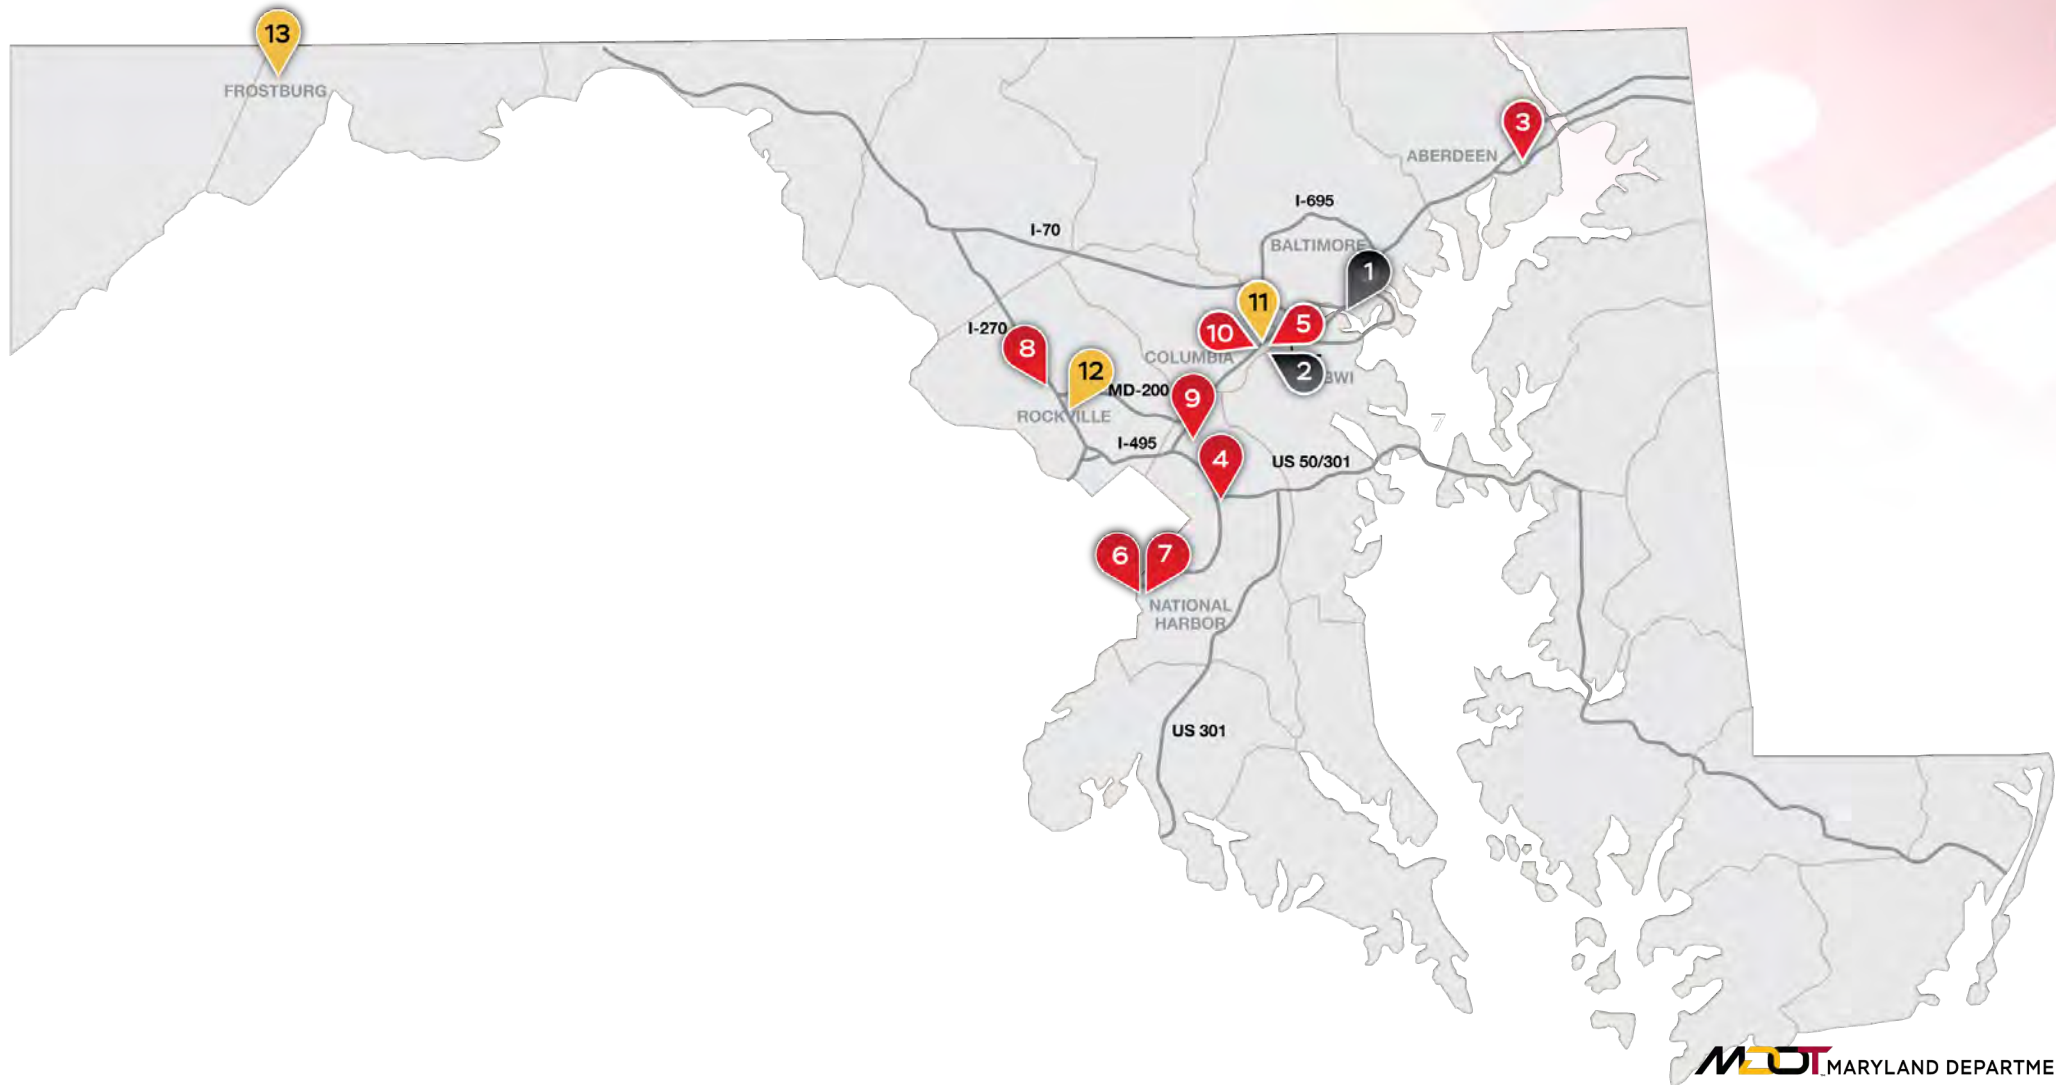 13
FROSTBURG
3
ABERDEEN
I-695
I-70
BALTIMORE
1
11
10
5
I-270
8
COLUMBIA
2
BWI
12
MD-200
9
ROCKVILLE
7
I-495
4
US 50/301
6
7
NATIONAL
HARBOR
US 301
MDOT MARYLAND DEPARTME